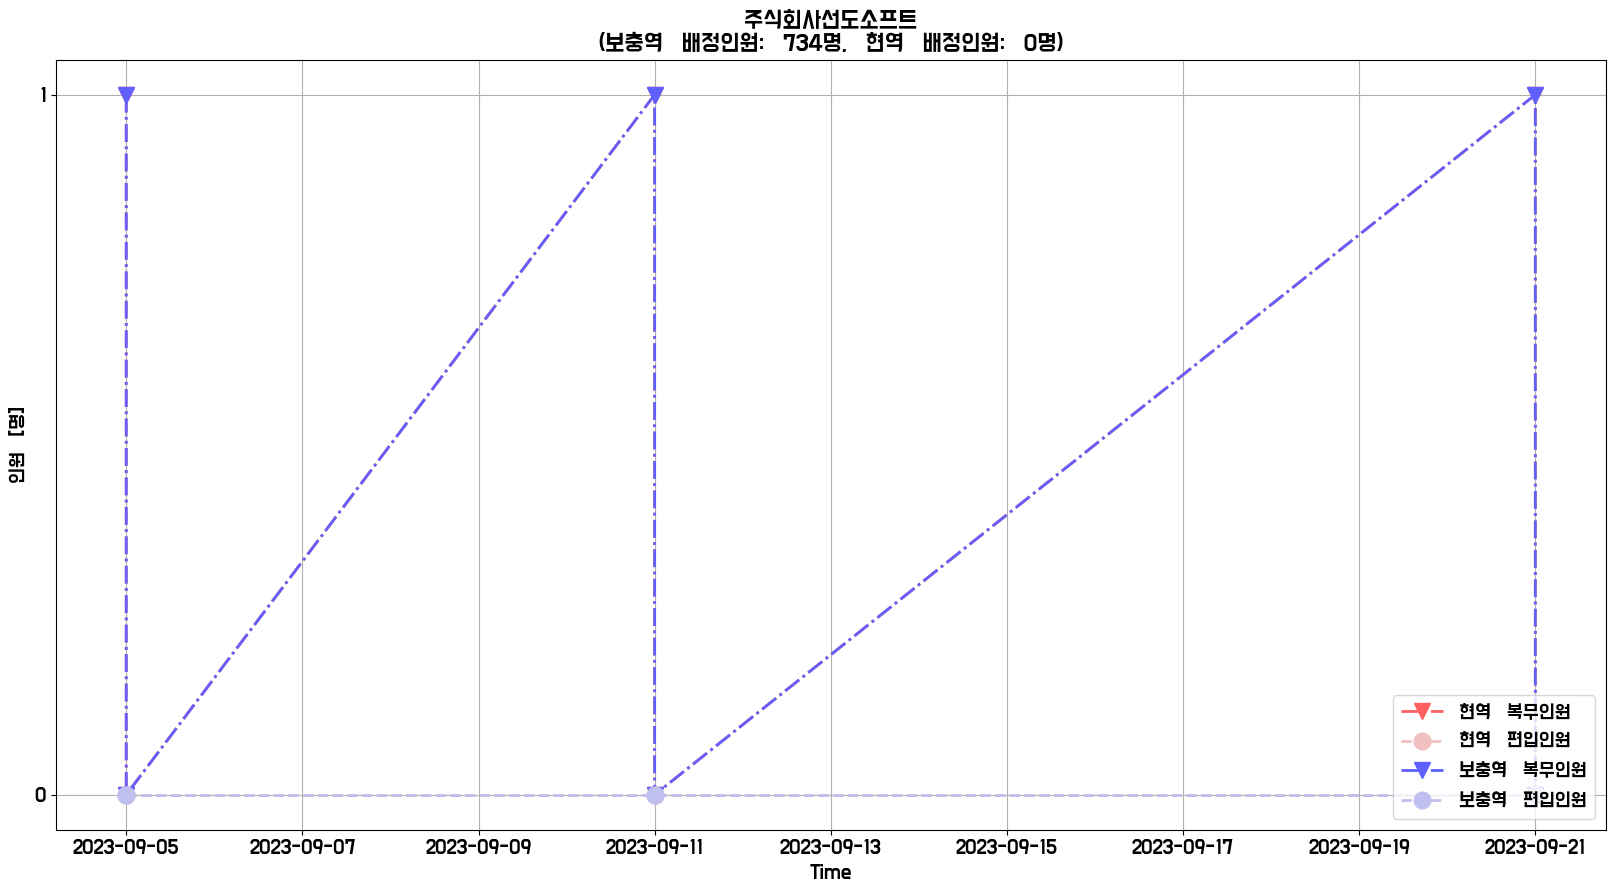 주식회사선도소프트
(보충역 배정인원: 734명, 현역 배정인원: 0명)
1
0
인원 [명]
현역 복무인원
현역 편입인원
보충역 복무인원
보충역 편입인원
2023-09-05 2023-09-07 2023-09-09 2023-09-11 2023-09-13 2023-09-15 2023-09-17 2023-09-19 2023-09-21
Time